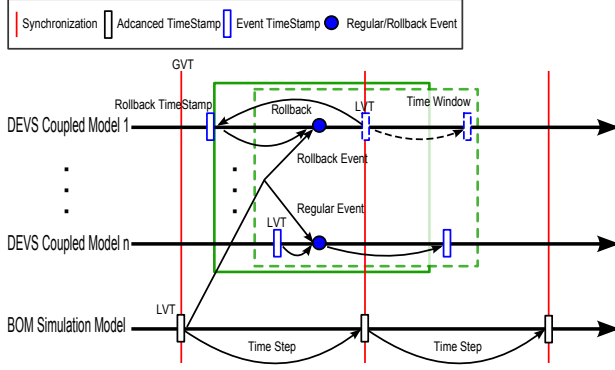 Synchronization
Adcanced TimeStamp
Event TimeStamp
Regular/Rollback Event
GVT
Rollback TimeStamp
Rollback
LVT
Time Window
DEVS Coupled Model 1
Rollback Event
Regular Event
LVT
DEVS Coupled Model n
LVT
BOM Simulation Model
Time Step
Time Step